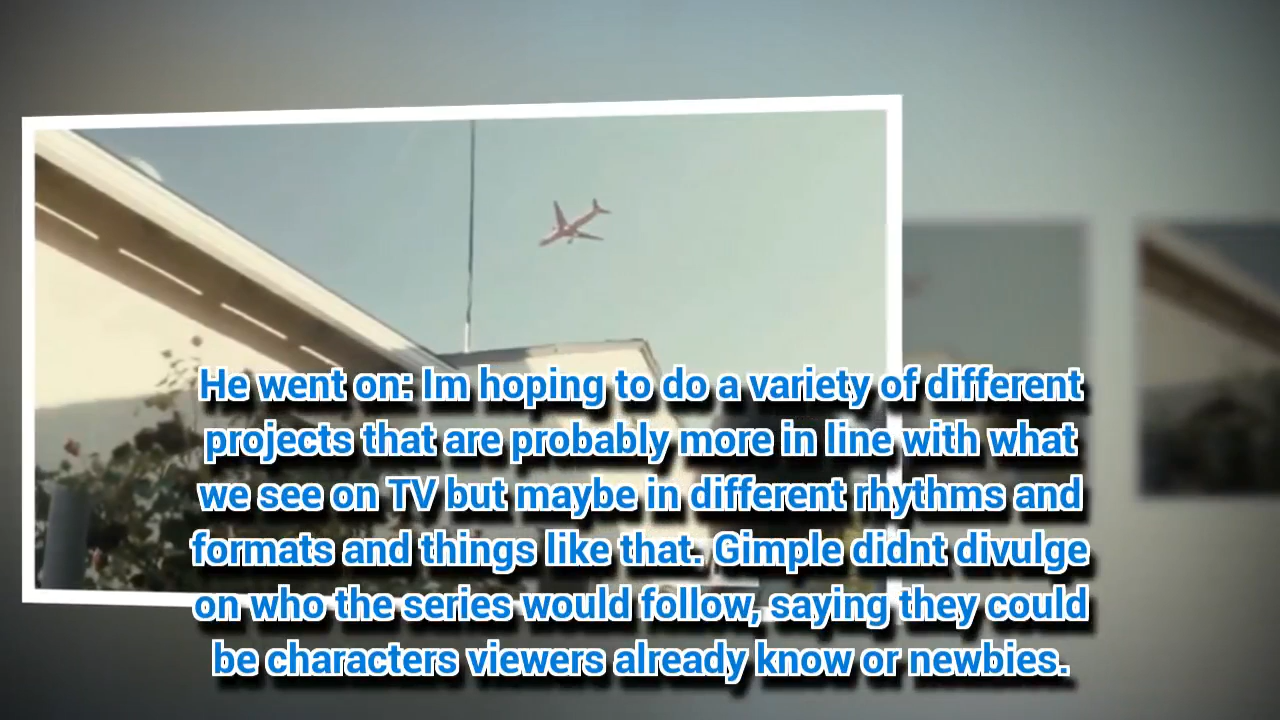 He went on: Im hoping to do a variety of different
projects that are probably more in line with what
we see on TV but maybe in different rhythms and
formats and things like that. Gimple didnt divulge
on who the series would follow, saying they could
be characters viewers already know or newbies.